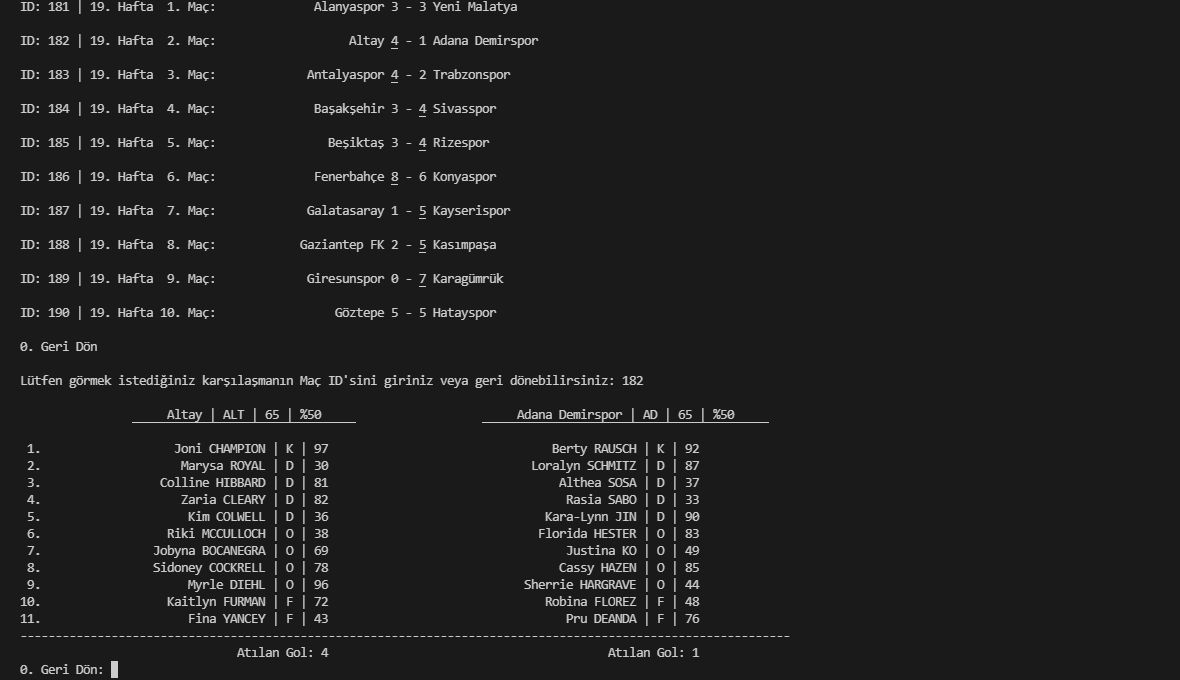 ID: 181 | 19. Hafta  1. Maç:              Alanyaspor 3 - 3 Yeni Malatya
ID: 182 | 19. Hafta  2. Maç:                   Altay 4 - 1 Adana Demirspor
ID: 183 | 19. Hafta  3. Maç:             Antalyaspor 4 - 2 Trabzonspor
ID: 184 | 19. Hafta  4. Maç:              Başakşehir 3 - 4 Sivasspor
ID: 185 | 19. Hafta  5. Maç:                Beşiktaş 3 - 4 Rizespor
ID: 186 | 19. Hafta  6. Maç:              Fenerbahçe 8 - 6 Konyaspor
ID: 187 | 19. Hafta  7. Maç:             Galatasaray 1 - 5 Kayserispor
ID: 188 | 19. Hafta  8. Maç:            Gaziantep FK 2 - 5 Kasımpaşa
ID: 189 | 19. Hafta  9. Maç:             Giresunspor 0 - 7 Karagümrük
ID: 190 | 19. Hafta 10. Maç:                 Göztepe 5 - 5 Hatayspor
0. Geri Dön
Lütfen görmek istediğiniz karşılaşmanın Maç ID'sini giriniz veya geri dönebilirsiniz: 182
Altay | ALT | 65 | %50                            Adana Demirspor | AD | 65 | %50
1.                   Joni CHAMPION | K | 97                                Berty RAUSCH | K | 92
2.                    Marysa ROYAL | D | 30                             Loralyn SCHMITZ | D | 87
3.                 Colline HIBBARD | D | 81                                 Althea SOSA | D | 37
4.                    Zaria CLEARY | D | 82                                  Rasia SABO | D | 33
5.                     Kim COLWELL | D | 36                               Kara-Lynn JIN | D | 90
6.                  Riki MCCULLOCH | O | 38                              Florida HESTER | O | 83
7.                Jobyna BOCANEGRA | O | 69                                  Justina KO | O | 49
8.                Sidoney COCKRELL | O | 78                                 Cassy HAZEN | O | 85
9.                     Myrle DIEHL | O | 96                            Sherrie HARGRAVE | O | 44
10.                  Kaitlyn FURMAN | F | 72                               Robina FLOREZ | F | 48
11.                     Fina YANCEY | F | 43                                  Pru DEANDA | F | 76
--------------------------------------------------------------------------------------------------------------
Atılan Gol: 4                                        Atılan Gol: 1
0. Geri Dön: